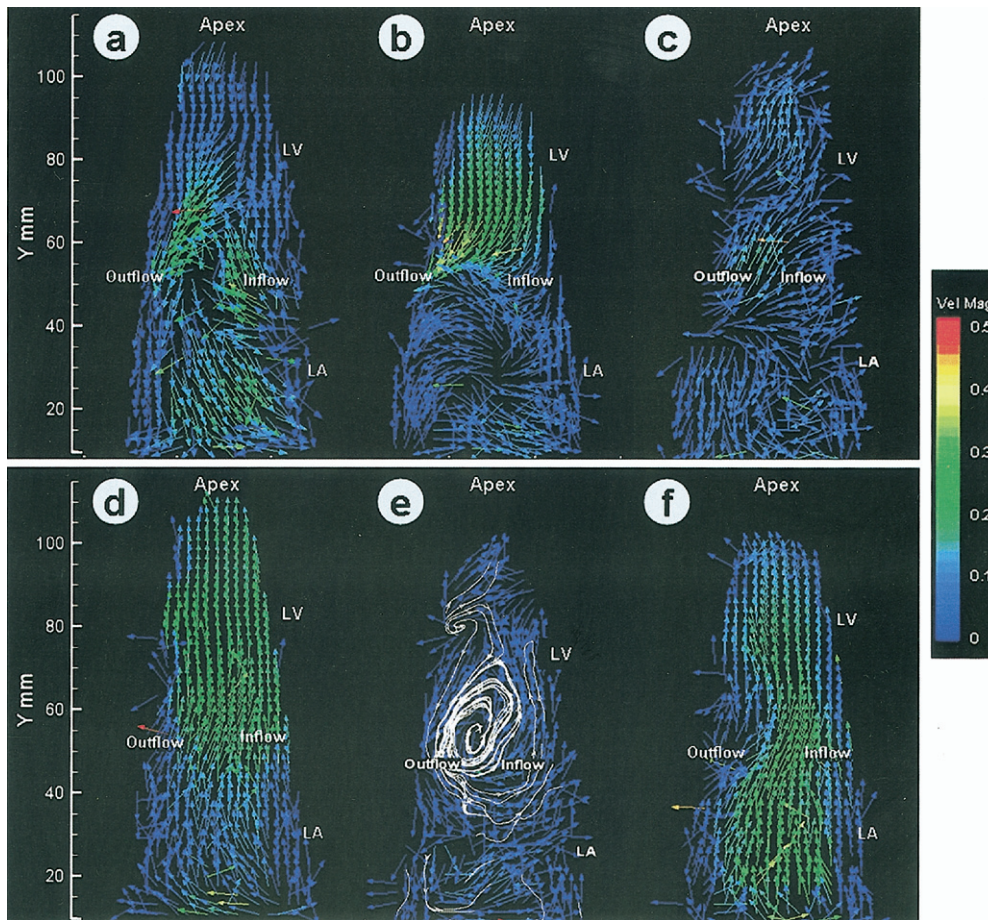 a
Apex
b
Apex
c
Apex
100
80
60
40
20
Y mm
LV
Outflow
Inflow
LA
LV
Outflow
Inflow
LA
LV
Outflow
Inflow
LA
Vel Mag
0.5
0.4
0.3
0.2
0.1
0
d
Apex
e
Apex
f
Apex
100
80
60
40
20
Y mm
LV
Outflow
Inflow
LA
LV
Outflow
Inflow
LA
LV
Outflow
Inflow
LA